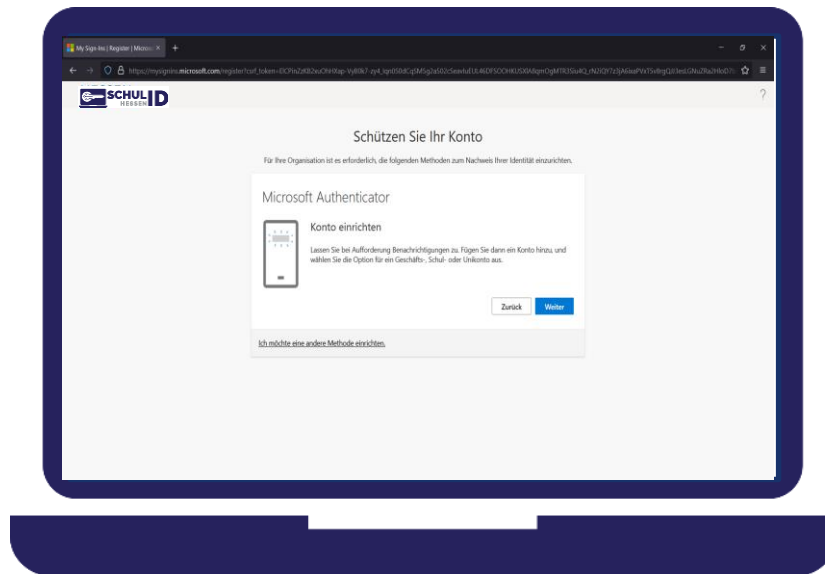 My Sign-Ins | Register | Micros
SCHULID
HESSEN
?
Schützen Sie Ihr Konto
Für Ihre Organisation ist es erforderlich, die folgenden Methoden zum Nachweis Ihrer Identität einzurichten.
Microsoft Authenticator
Konto einrichten
Lassen Sie bei Aufforderung Benachrichtigungen zu. Fügen Sie dann ein Konto hinzu, und
wählen Sie die Option für ein Geschäfts-, Schul- oder Unikonto aus.
Zurück Weiter
Ich möchte eine andere Methode einrichten.